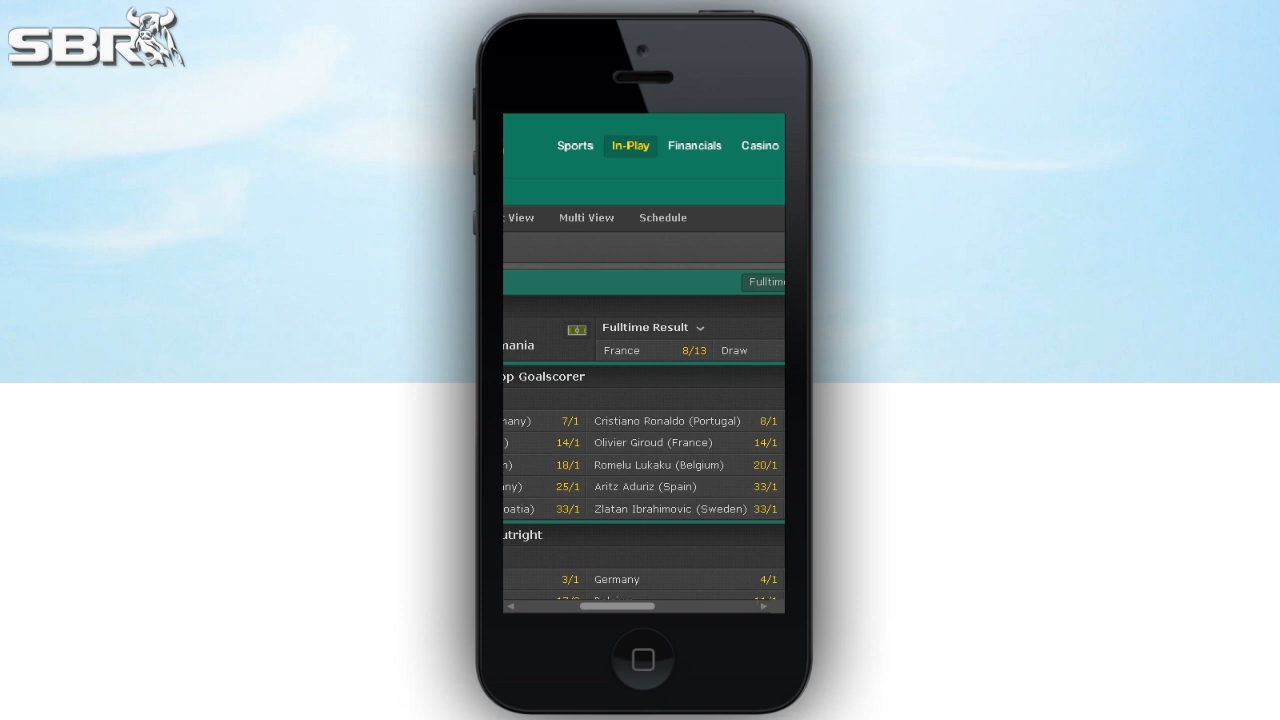 SBR
Sports In-Play Financials Casino
View Multi View Schedule
Fulltime
Fulltime Result
mania
France 8/13 Draw
op Goalscorer
many) 7/1 Cristiano Ronaldo (Portugal) 8/1
) 14/1 Olivier Giroud (France) 14/1
n) 18/1 Romelu Lukaku (Belgium) 20/1
any) 25/1 Aritz Aduriz (Spain) 33/1
oatia) 33/1 Zlatan Ibrahimovic (Sweden) 33/1
utright
3/1 Germany 4/1